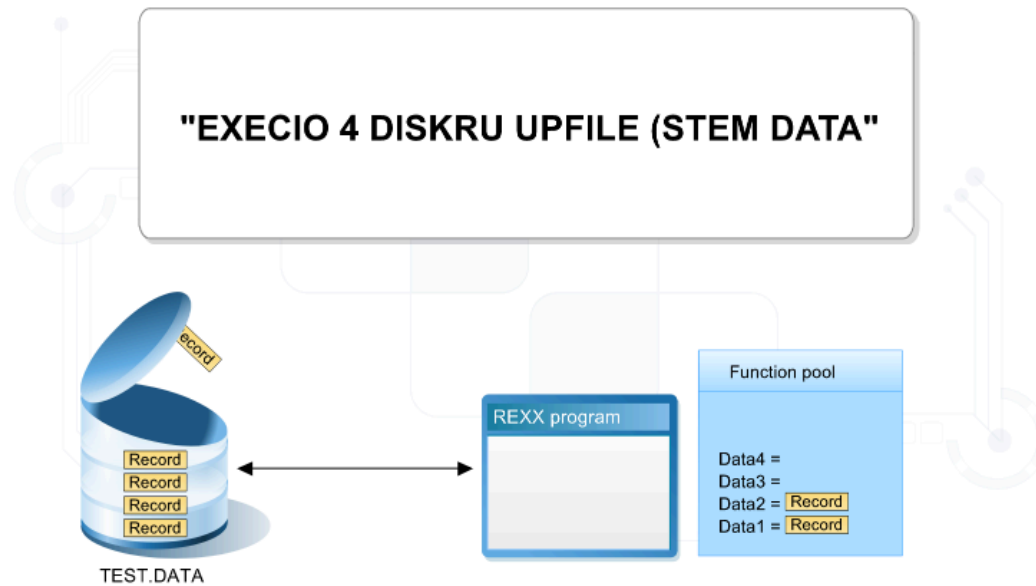 "EXECIO 4 DISKRU UPFILE (STEM DATA"
ecord
Function pool
REXX program
Record
Record
Record
Record
Data4 =
Data3 =
Data2 = Record
Data1 = Record
TEST.DATA